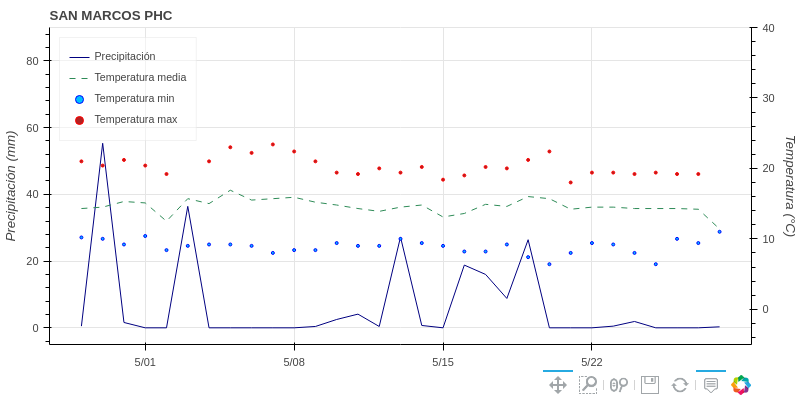 SAN MARCOS PHC
Precipitación
Temperatura media
Temperatura min
Temperatura max
Precipitación (mm)
80
60
40
20
0
Temperatura (°C)
40
30
20
10
0
5/01
5/08
5/15
5/22